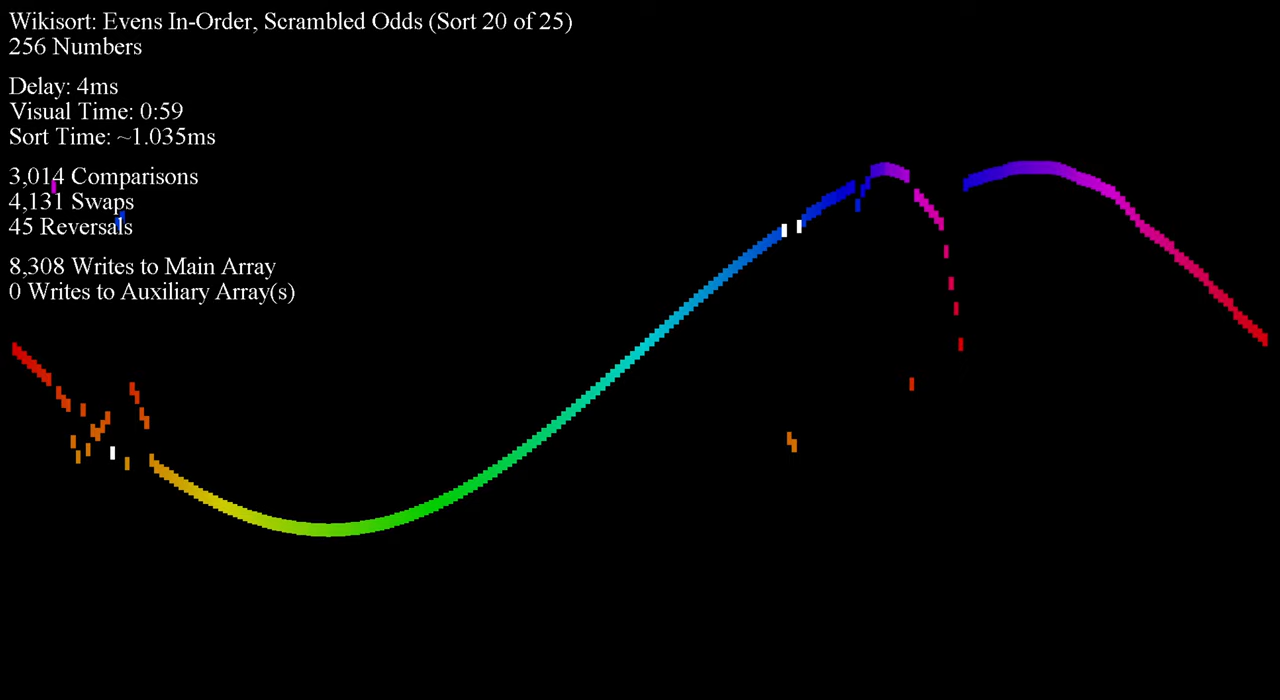 Wikisort: Evens In-Order, Scrambled Odds (Sort 20 of 25)
256 Numbers
Delay: 4ms
Visual Time: 0:59
Sort Time: ~1.035ms
3,014 Comparisons
4,131 Swaps
45 Reversals
8,308 Writes to Main Array
0 Writes to Auxiliary Array(s)